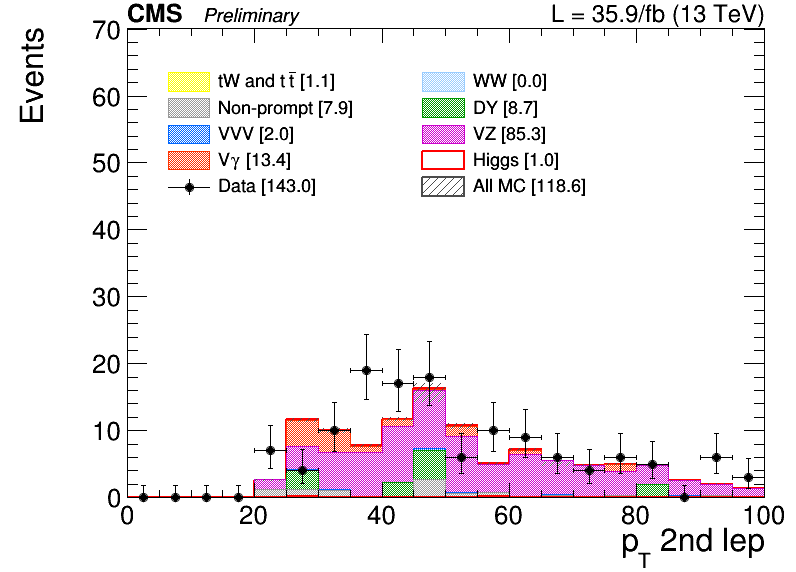 CMS Preliminary L = 35.9/fb (13 TeV)
Events
70
60
50
40
30
20
10
0
tW and t t̅ [1.1]
Non-prompt [7.9]
VVV [2.0]
Vγ [13.4]
Data [143.0]
WW [0.0]
DY [8.7]
VZ [85.3]
Higgs [1.0]
All MC [118.6]
0 20 40 60 80 100
p_T 2nd lep